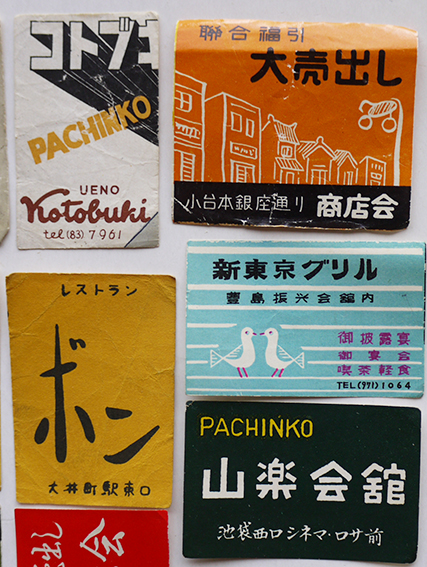 コトブキ
PACHINKO
UENO
Kotobuki
tel (83) 7961
聯合福引
大売出し
小台本銀座通り 商店会
レストラン
ボン
大井町駅東口
新東京グリル
豊島振興会舘内
御披露宴
御宴会
喫茶軽食
TEL(971)1064
PACHINKO
山楽会舘
池袋西口シネマ・ロサ前
出し
会